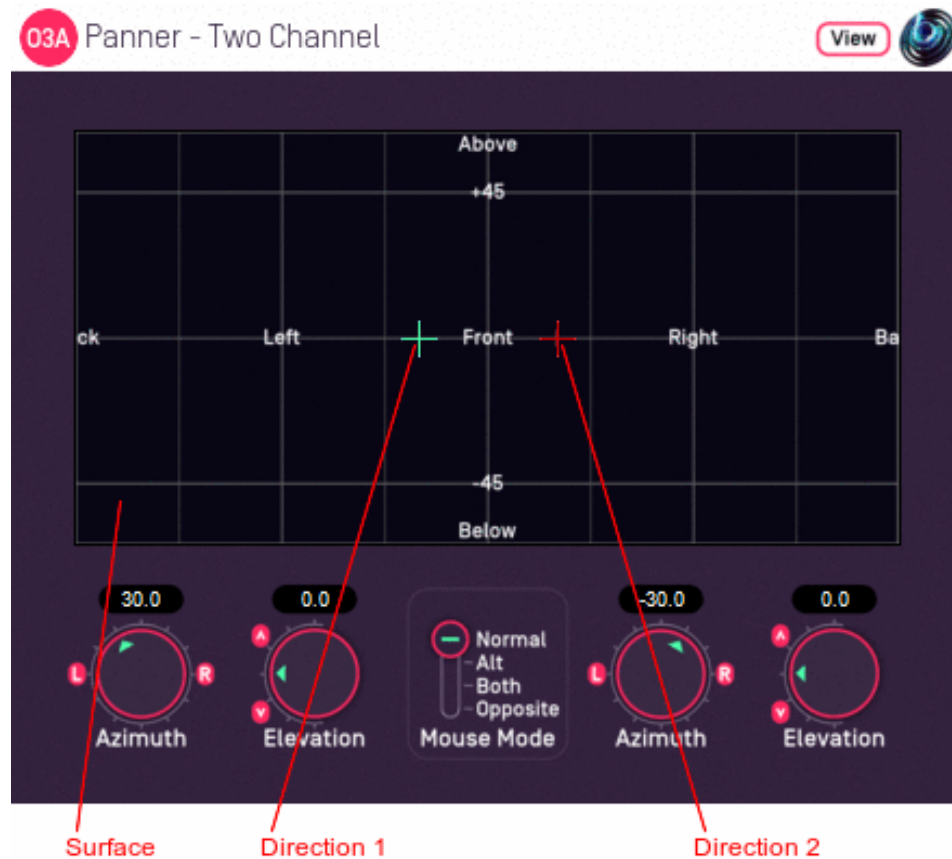 O3A Panner - Two Channel View
Above
+45
ck Left Front Right Ba
-45
Below
30.0 0.0 -30.0 0.0
Normal
Alt
L R Both L R
Opposite
Azimuth Elevation Mouse Mode Azimuth Elevation
Surface Direction 1 Direction 2